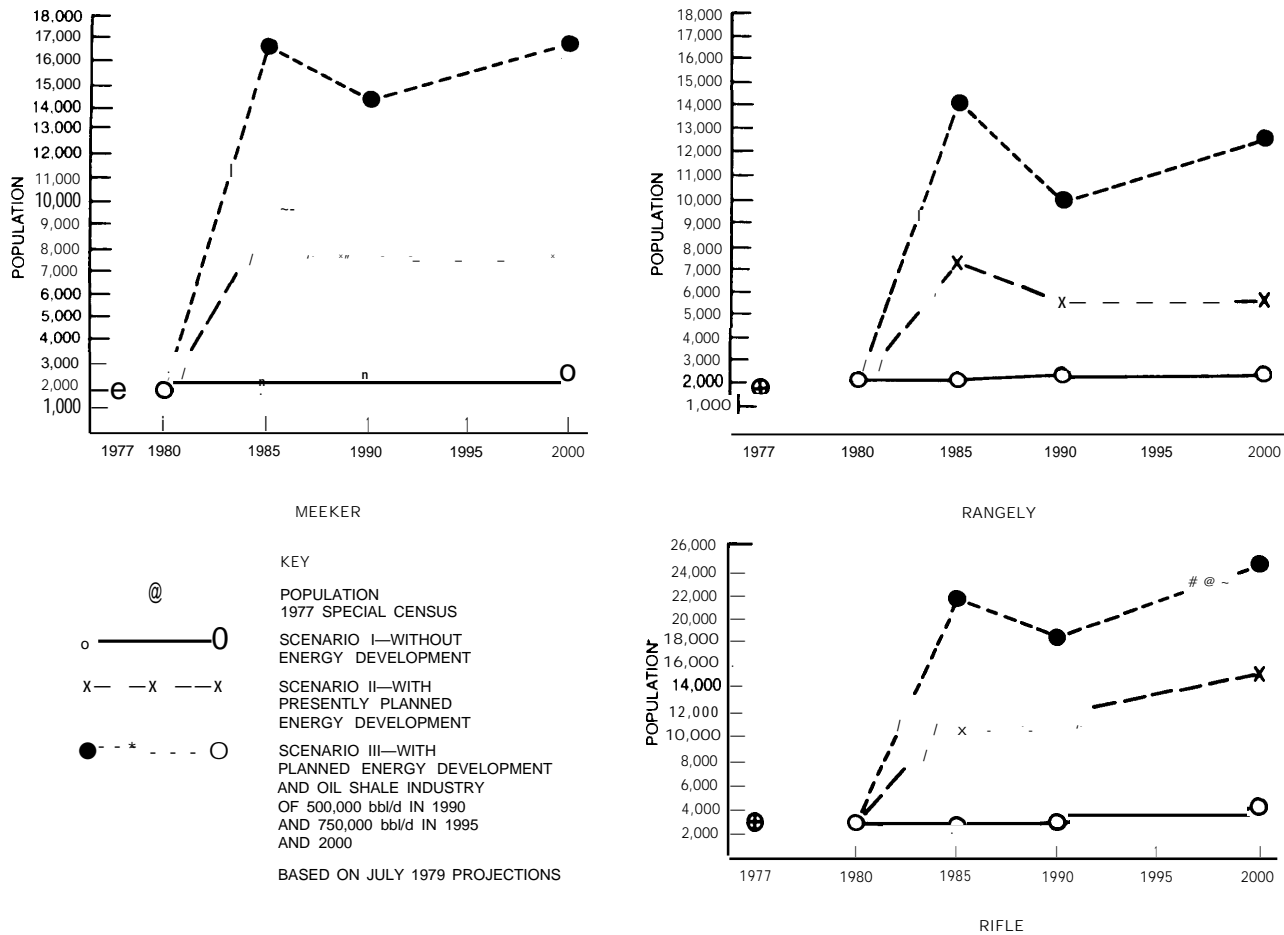 18,000
17,000
16,000
15,000
14,000
13,000
12,000
11,000
10,000
9,000
8,000
7,000
6,000
5,000
4,000
3,000
2,000
1,000
POPULATION
1977 1980 1985 1990 1995 2000
MEEKER
18,000
17,000
16,000
15,000
14,000
13,000
12,000
11,000
10,000
9,000
8,000
7,000
6,000
5,000
4,000
3,000
2,000
1,000
POPULATION
1977 1980 1985 1990 1995 2000
RANGELY
KEY
POPULATION
1977 SPECIAL CENSUS
SCENARIO I—WITHOUT
ENERGY DEVELOPMENT
SCENARIO II—WITH
PRESENTLY PLANNED
ENERGY DEVELOPMENT
SCENARIO III—WITH
PLANNED ENERGY DEVELOPMENT
AND OIL SHALE INDUSTRY
OF 500,000 bbl/d IN 1990
AND 750,000 bbl/d IN 1995
AND 2000
BASED ON JULY 1979 PROJECTIONS
26,000
24,000
22,000
20,000
18,000
16,000
14,000
12,000
10,000
8,000
6,000
4,000
2,000
POPULATION
1977 1980 1985 1990 1995 2000
RIFLE